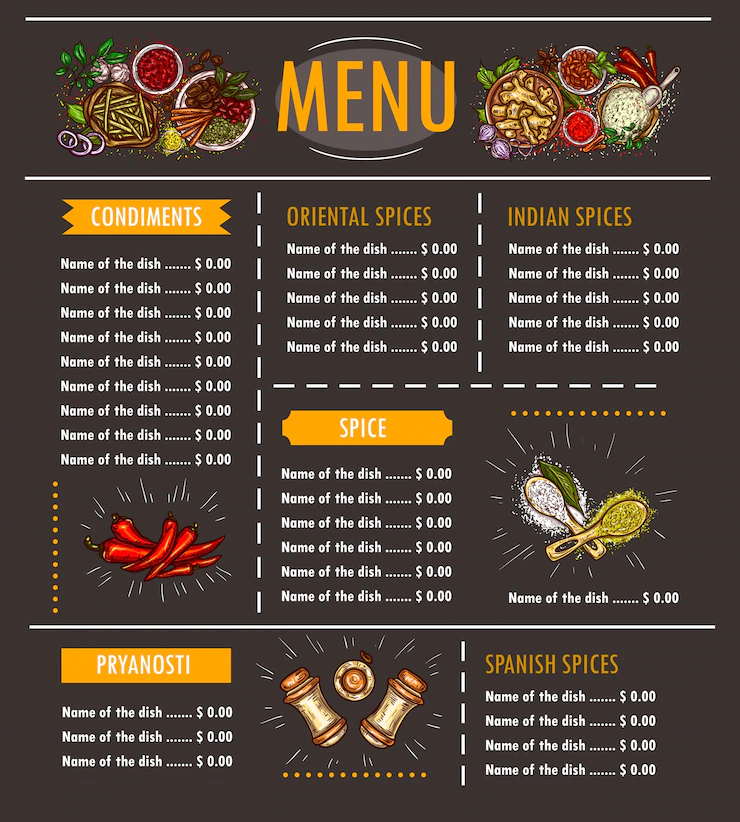 MENU
CONDIMENTS
Name of the dish ....... $ 0.00
Name of the dish ....... $ 0.00
Name of the dish ....... $ 0.00
Name of the dish ....... $ 0.00
Name of the dish ....... $ 0.00
Name of the dish ....... $ 0.00
Name of the dish ....... $ 0.00
Name of the dish ....... $ 0.00
Name of the dish ....... $ 0.00
ORIENTAL SPICES
Name of the dish ....... $ 0.00
Name of the dish ....... $ 0.00
Name of the dish ....... $ 0.00
Name of the dish ....... $ 0.00
Name of the dish ....... $ 0.00
INDIAN SPICES
Name of the dish ....... $ 0.00
Name of the dish ....... $ 0.00
Name of the dish ....... $ 0.00
Name of the dish ....... $ 0.00
Name of the dish ....... $ 0.00
SPICE
Name of the dish ....... $ 0.00
Name of the dish ....... $ 0.00
Name of the dish ....... $ 0.00
Name of the dish ....... $ 0.00
Name of the dish ....... $ 0.00
Name of the dish ....... $ 0.00
Name of the dish ....... $ 0.00
PRYANOSTI
Name of the dish ....... $ 0.00
Name of the dish ....... $ 0.00
Name of the dish ....... $ 0.00
SPANISH SPICES
Name of the dish ....... $ 0.00
Name of the dish ....... $ 0.00
Name of the dish ....... $ 0.00
Name of the dish ....... $ 0.00